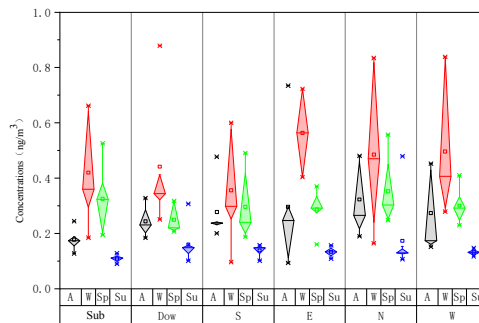 Concentrations (ng/m³)
1.0
0.8
0.6
0.4
0.2
0.0
A W Sp Su A W Sp Su A W Sp Su A W Sp Su A W Sp Su A W Sp Su
Sub Dow S E N W